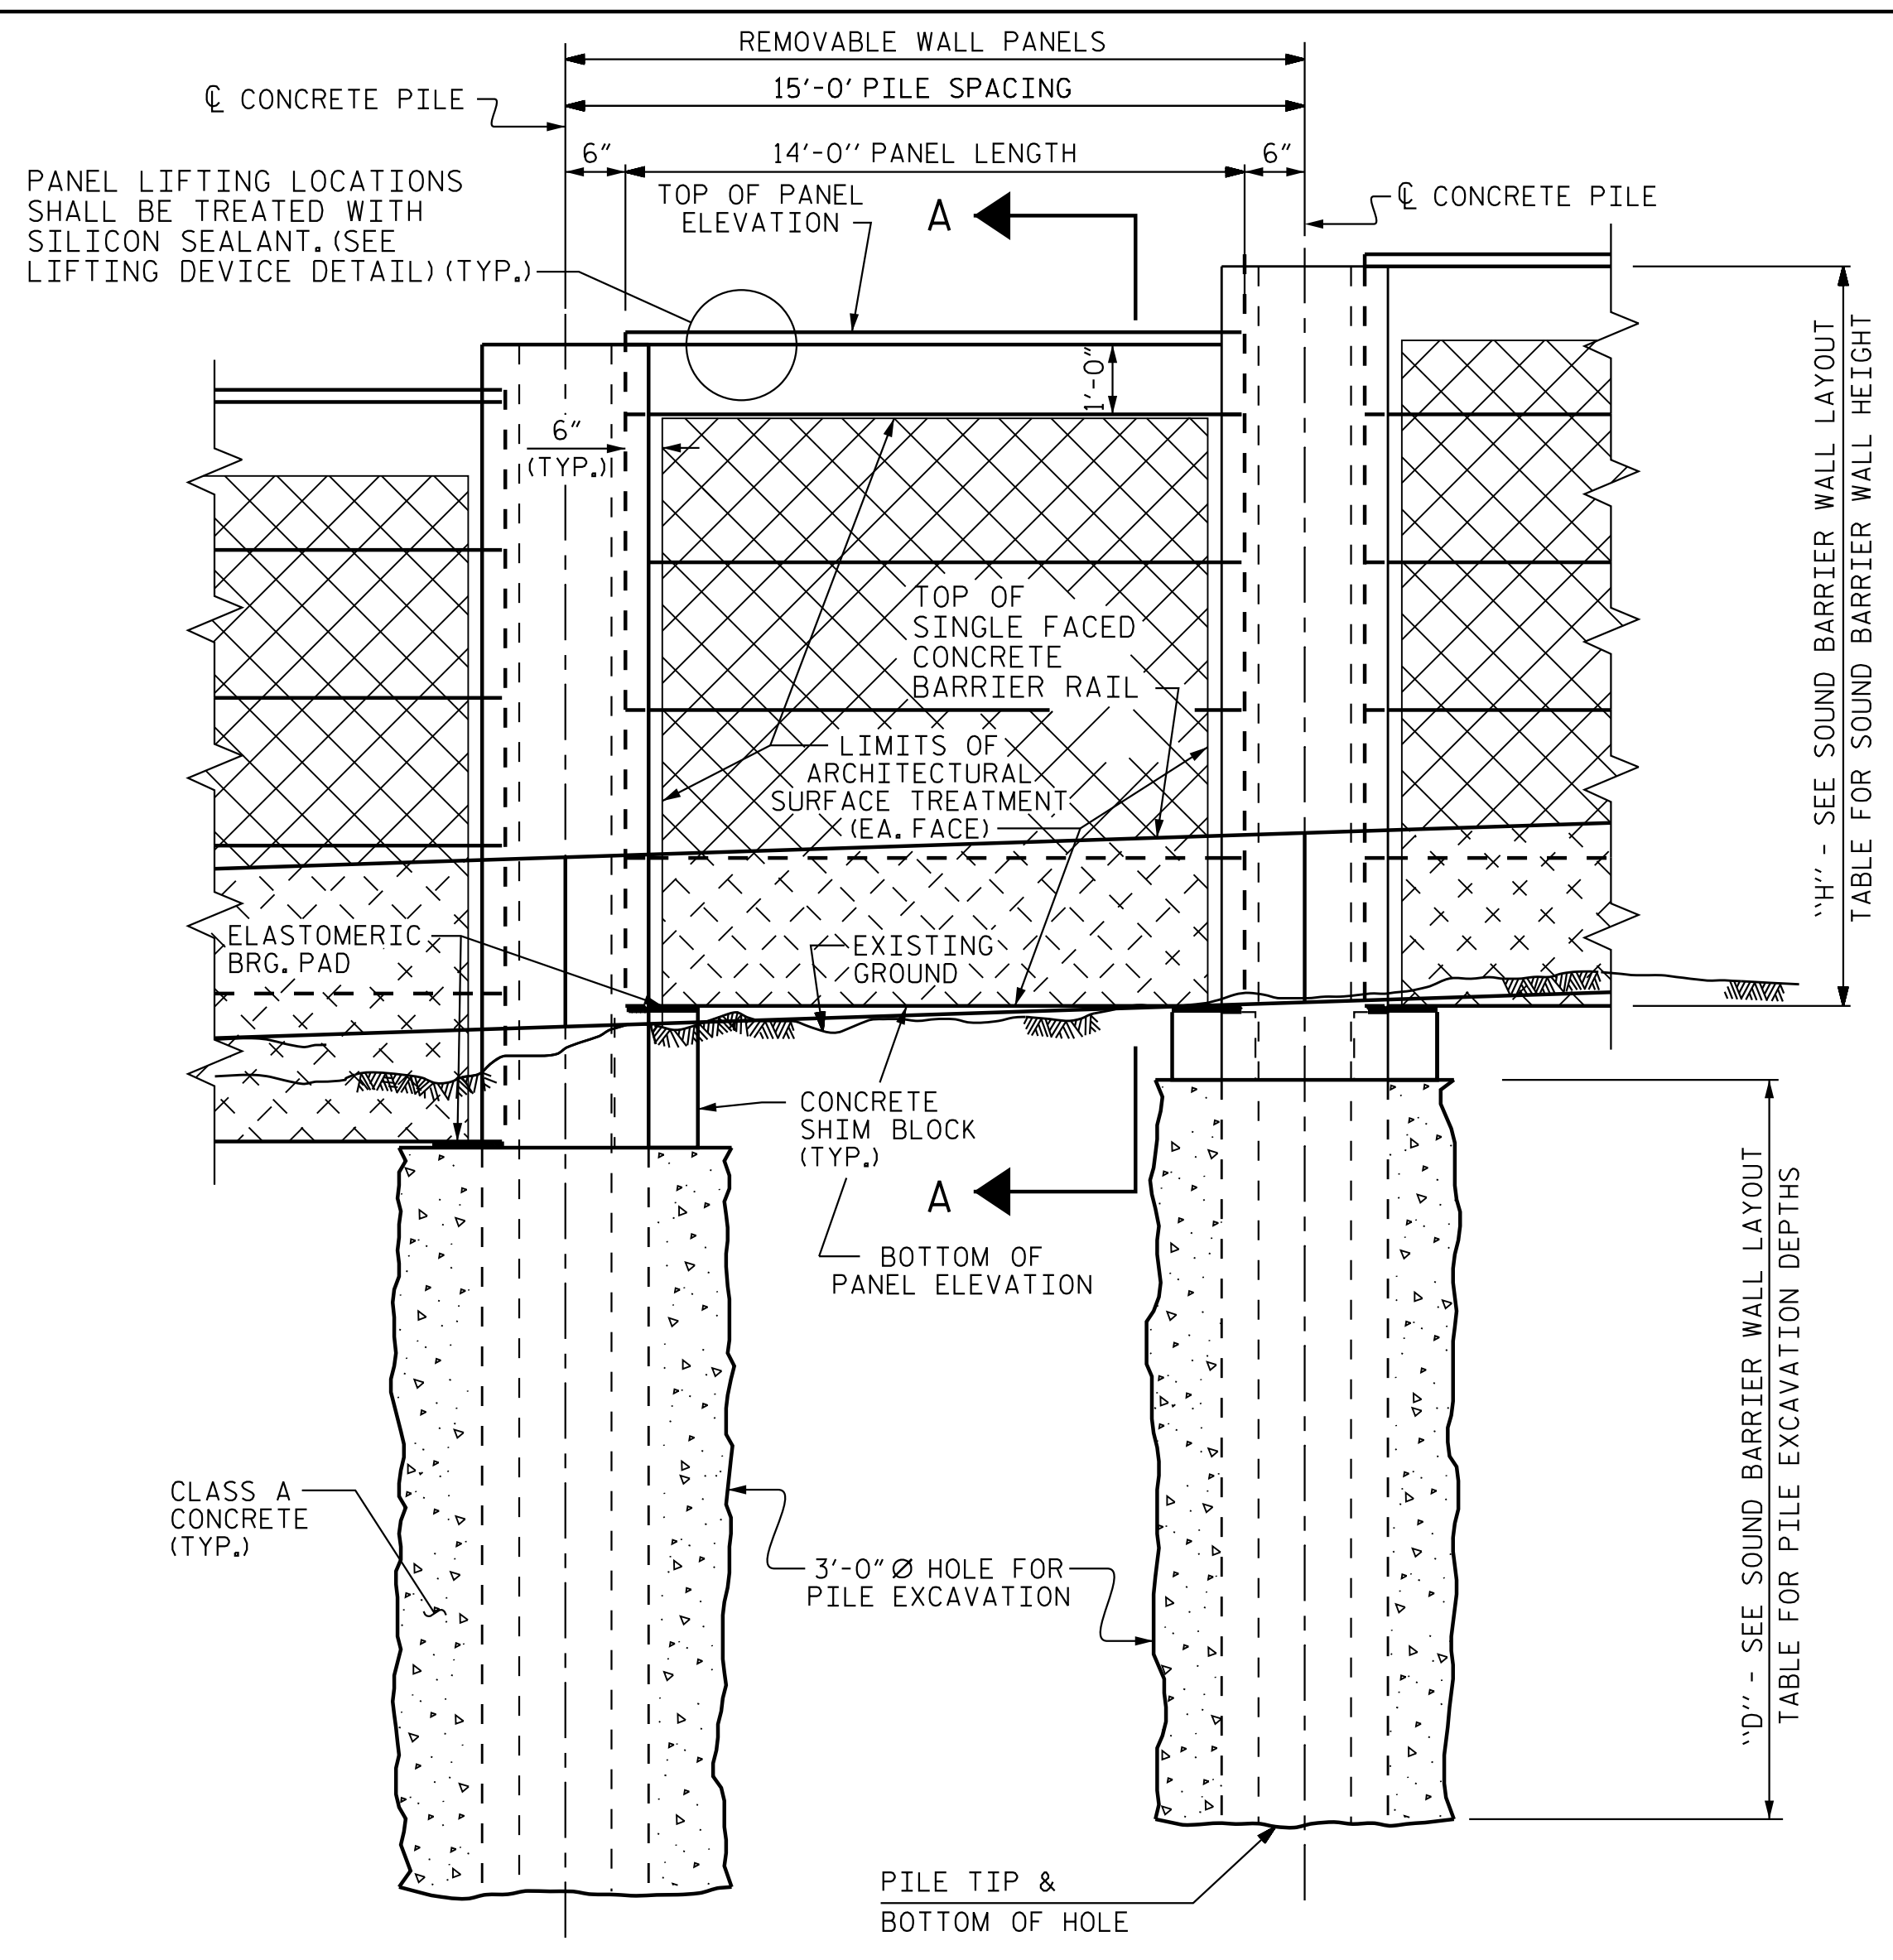 REMOVABLE WALL PANELS
15'-0' PILE SPACING
℄ CONCRETE PILE
6"
14'-0" PANEL LENGTH
6"
PANEL LIFTING LOCATIONS
SHALL BE TREATED WITH
SILICON SEALANT. (SEE
LIFTING DEVICE DETAIL) (TYP.)
TOP OF PANEL
ELEVATION
A
℄ CONCRETE PILE
1'-0"
6"
(TYP.)
TOP OF
SINGLE FACED
CONCRETE
BARRIER RAIL
LIMITS OF
ARCHITECTURAL
SURFACE TREATMENT
(EA. FACE)
"H" - SEE SOUND BARRIER WALL LAYOUT
TABLE FOR SOUND BARRIER WALL HEIGHT
ELASTOMERIC
BRG. PAD
EXISTING
GROUND
CONCRETE
SHIM BLOCK
(TYP.)
A
BOTTOM OF
PANEL ELEVATION
"D" - SEE SOUND BARRIER WALL LAYOUT
TABLE FOR PILE EXCAVATION DEPTHS
CLASS A
CONCRETE
(TYP.)
3'-0" Ø HOLE FOR
PILE EXCAVATION
PILE TIP &
BOTTOM OF HOLE